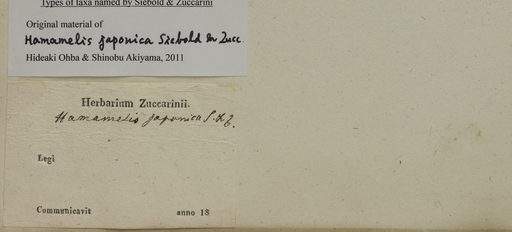 Types of taxa named by Siebold & Zuccarini
Original material of
Hamamelis japonica Siebold & Zucc.
Hideaki Ohba & Shinobu Akiyama, 2011
Herbarium Zuccarinii.
Hamamelis japonica S. & Z.
Legi
Communicavit anno 18